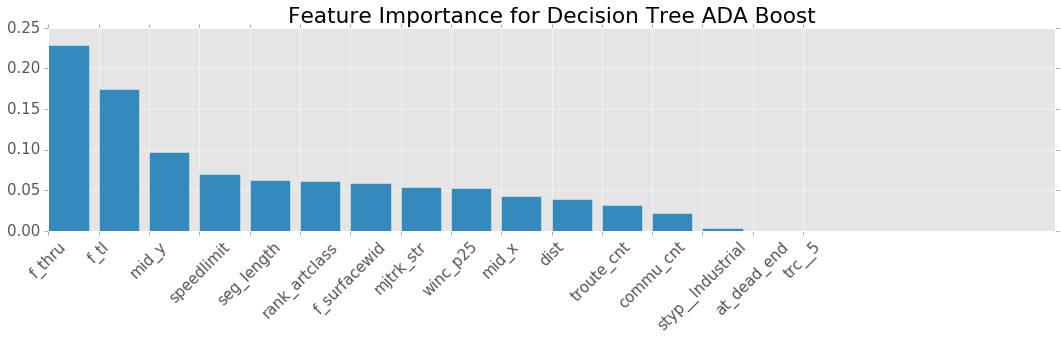 Feature Importance for Decision Tree ADA Boost
0.25
0.20
0.15
0.10
0.05
0.00
f_thru
f_tl
mid_y
speedlimit
seg_length
rank_artclass
f_surfacewid
mjtrk_str
winc_p25
mid_x
dist
troute_cnt
commu_cnt
styp__Industrial
at_dead_end
trc__5